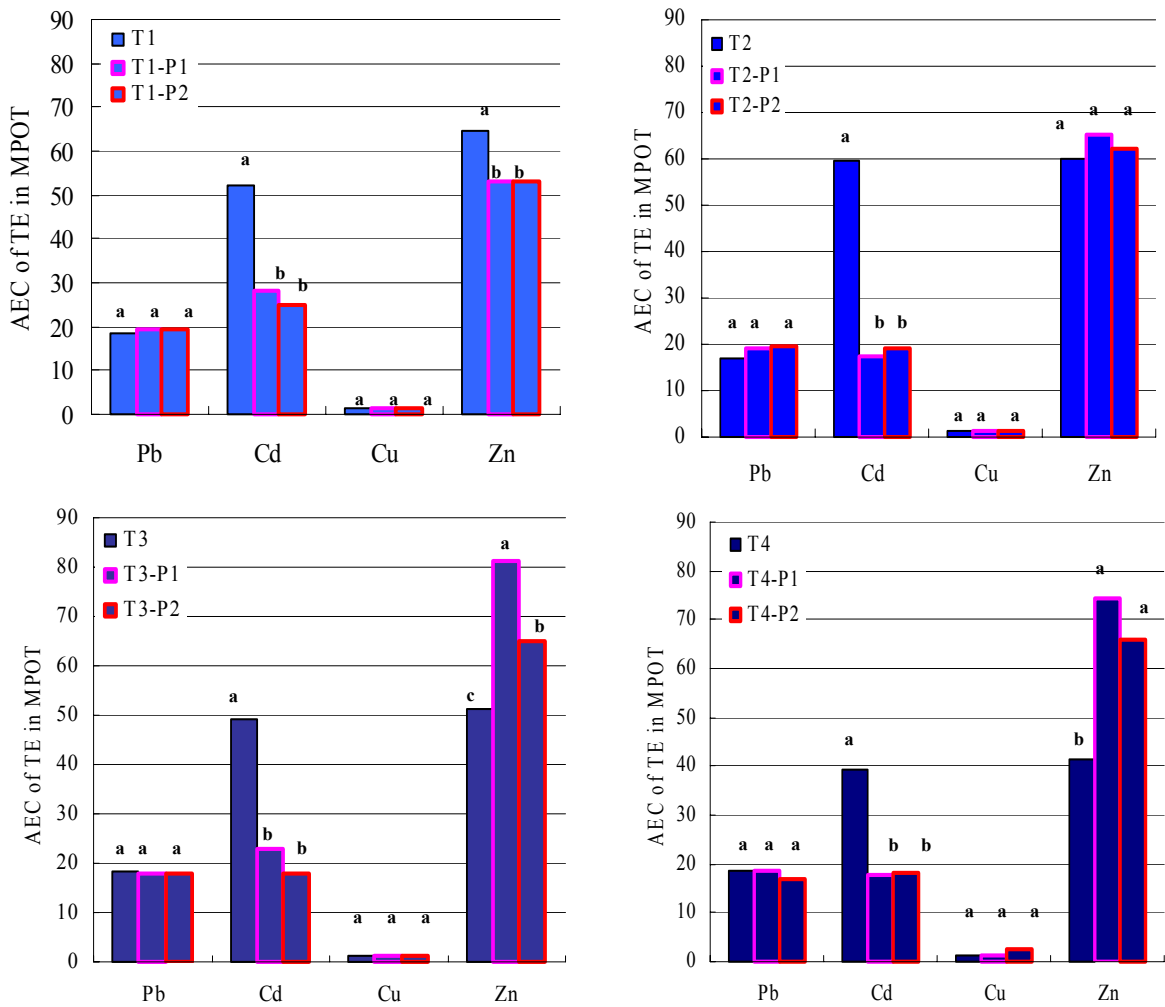 AEC of TE in MPOT
90
80
70
60
50
40
30
20
10
0
T1
T1-P1
T1-P2
a a a
a b b
a a a
a b b
Pb Cd Cu Zn
AEC of TE in MPOT
90
80
70
60
50
40
30
20
10
0
T2
T2-P1
T2-P2
a a a
a b b
a a a
a a a
Pb Cd Cu Zn
AEC of TE in MPOT
90
80
70
60
50
40
30
20
10
0
T3
T3-P1
T3-P2
a a a
a b b
a a a
c a b
Pb Cd Cu Zn
AEC of TE in MPOT
90
80
70
60
50
40
30
20
10
0
T4
T4-P1
T4-P2
a a a
a b b
a a a
b a a
Pb Cd Cu Zn